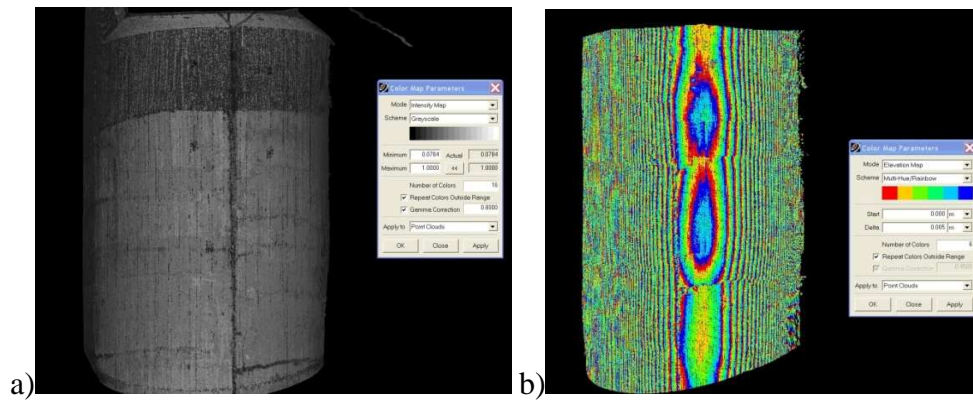 a)
Color Map Parameters
Mode Intensity Map
Scheme Greyscale
Minimum 0.0784 Actual 0.0784
Maximum 1.0000 << 1.0000
Number of Colors 16
Repeat Colors Outside Range
Gamma Correction 0.8000
Apply to Point Clouds
OK Close Apply
b)
Color Map Parameters
Mode Elevation Map
Scheme Multi-Hue/Rainbow
Start 0.000 m
Delta 0.005 m
Number of Colors
Repeat Colors Outside Range
Gamma Correction
Apply to Point Clouds
OK Close Apply